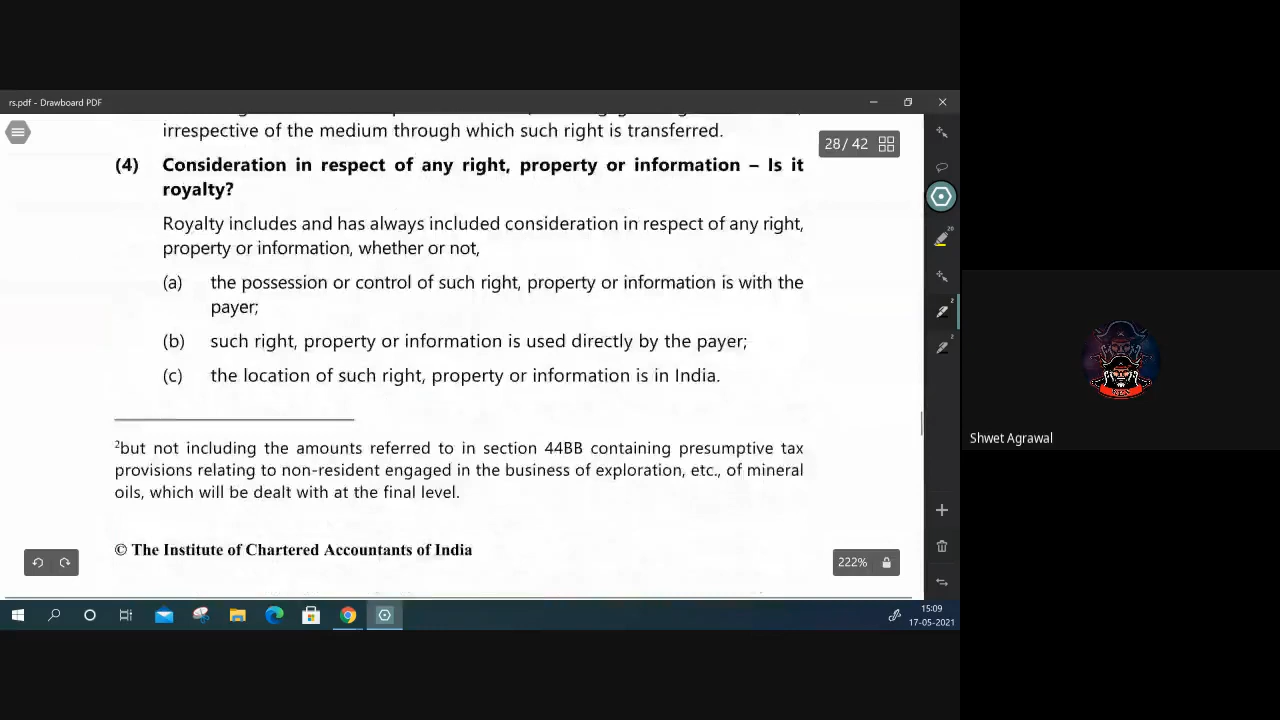 rs.pdf - Drawboard PDF
irrespective of the medium through which such right is transferred.
28/ 42
(4) Consideration in respect of any right, property or information – Is it
royalty?
Royalty includes and has always included consideration in respect of any right,
property or information, whether or not,
(a) the possession or control of such right, property or information is with the
payer;
(b) such right, property or information is used directly by the payer;
(c) the location of such right, property or information is in India.
2but not including the amounts referred to in section 44BB containing presumptive tax
provisions relating to non-resident engaged in the business of exploration, etc., of mineral
oils, which will be dealt with at the final level.
© The Institute of Chartered Accountants of India
222%
20
2
2
15:09
17-05-2021
Shwet Agrawal